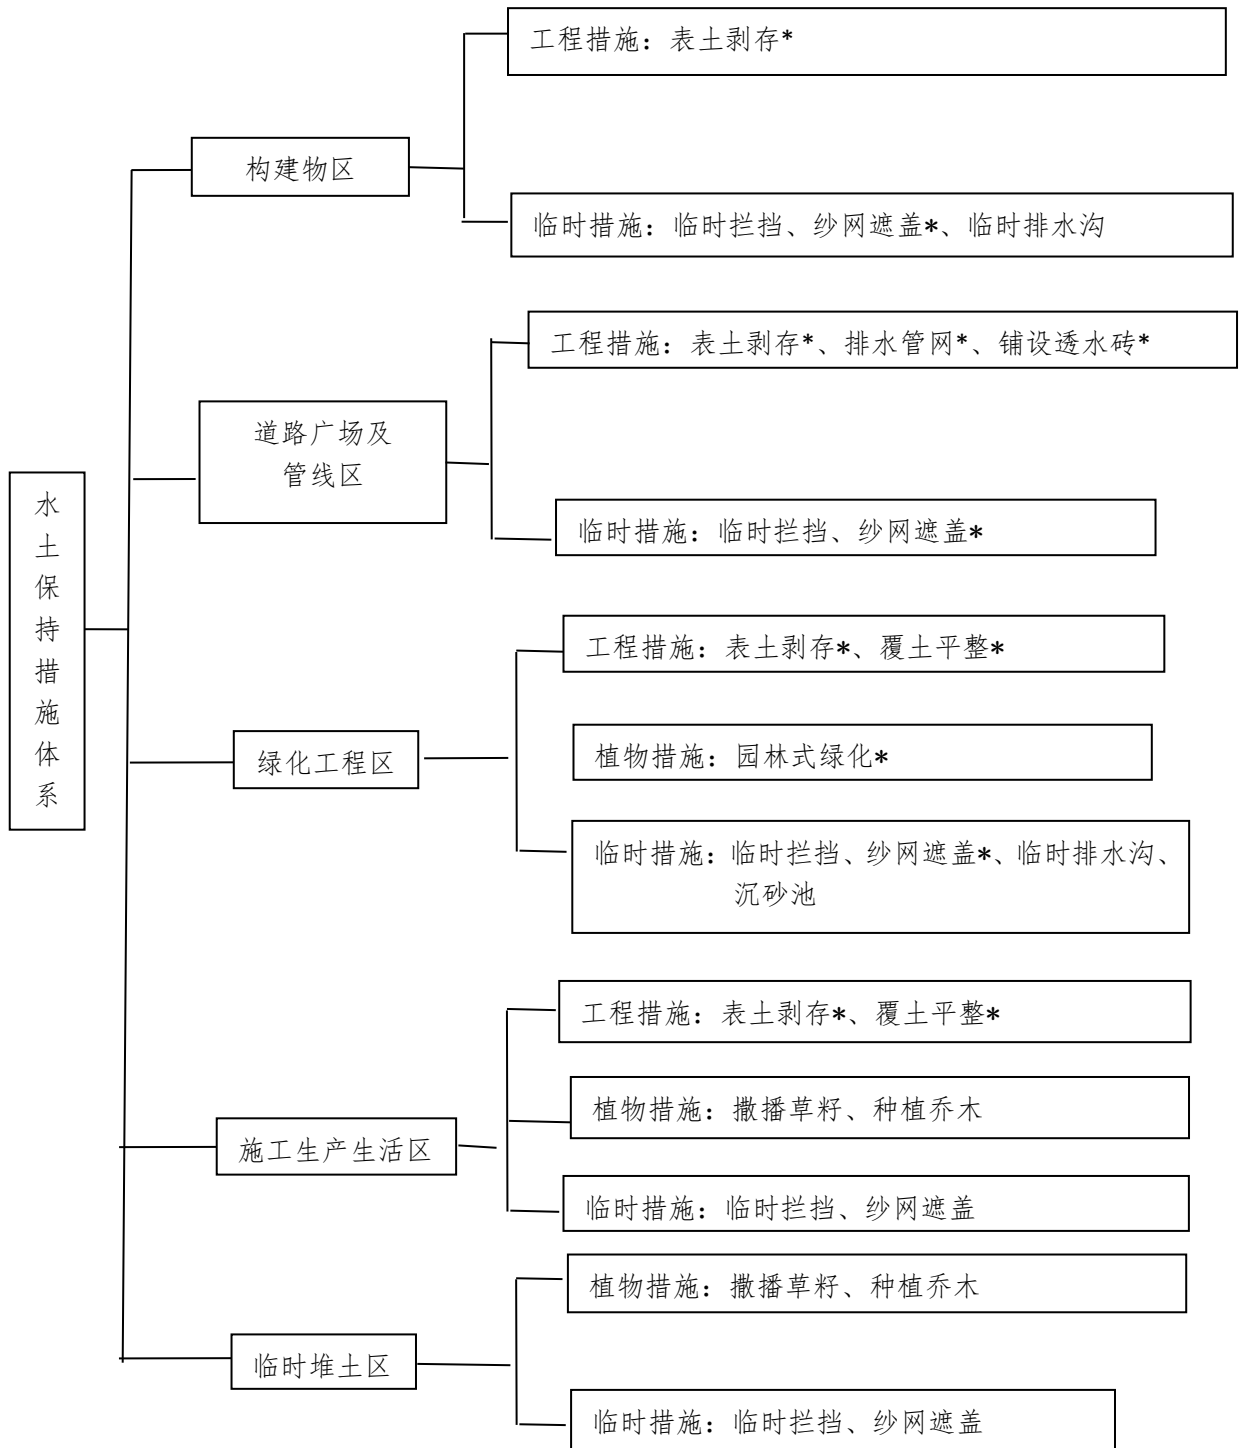 水土保持措施体系
构建物区
工程措施：表土剥存*
临时措施：临时拦挡、纱网遮盖*、临时排水沟
道路广场及
管线区
工程措施：表土剥存*、排水管网*、铺设透水砖*
临时措施：临时拦挡、纱网遮盖*
绿化工程区
工程措施：表土剥存*、覆土平整*
植物措施：园林式绿化*
临时措施：临时拦挡、纱网遮盖*、临时排水沟、
沉砂池
施工生产生活区
工程措施：表土剥存*、覆土平整*
植物措施：撒播草籽、种植乔木
临时措施：临时拦挡、纱网遮盖
临时堆土区
植物措施：撒播草籽、种植乔木
临时措施：临时拦挡、纱网遮盖